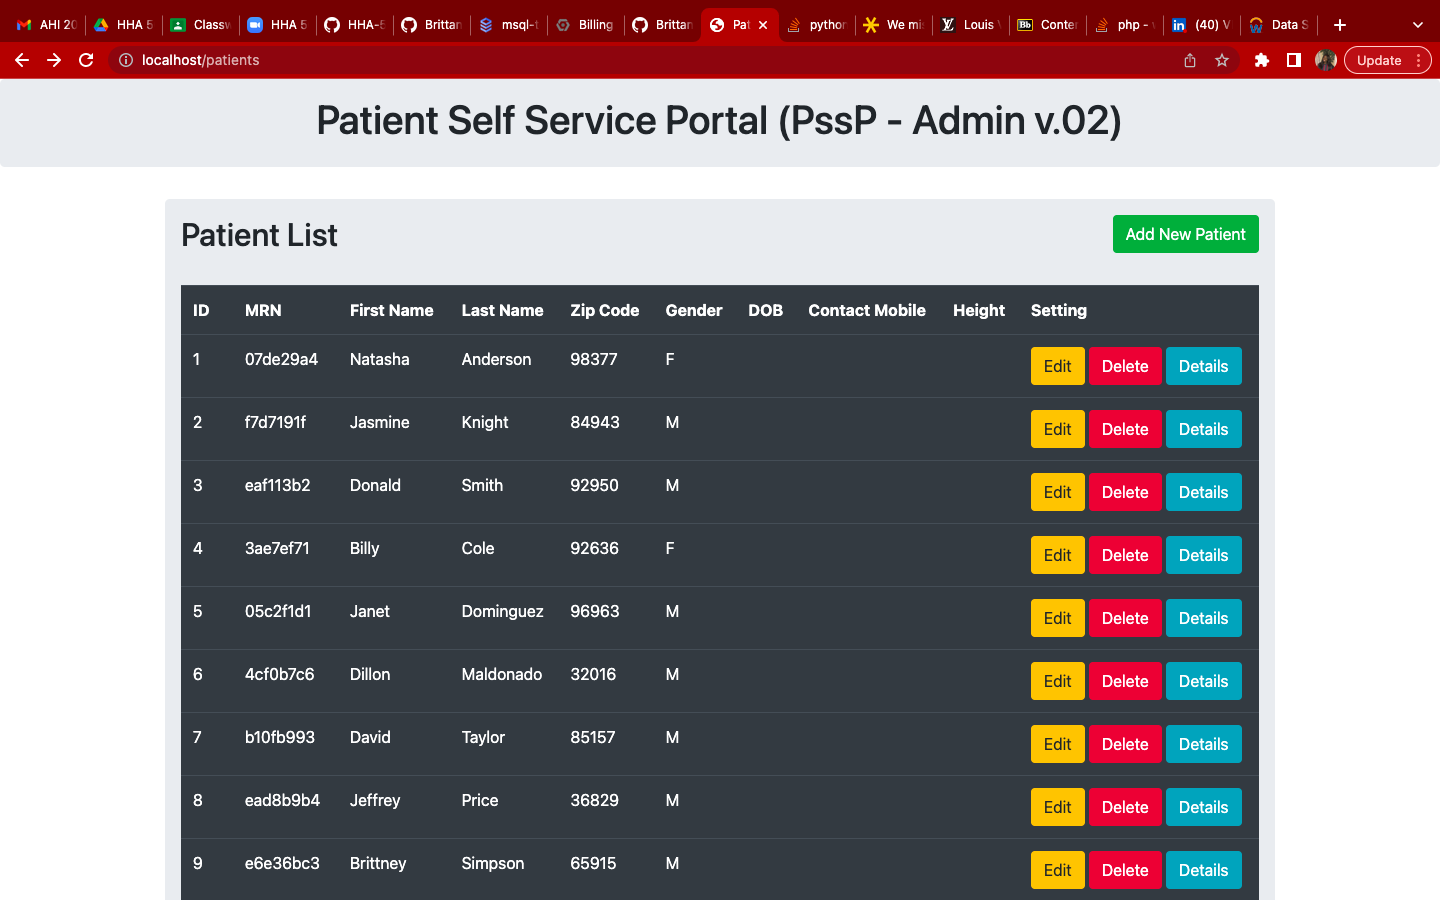 AHI 20 HHA 5 Classw HHA 5 HHA-5 Brittan msql-t Billing Brittan Pat python We mis Louis V Conter php - v (40) V Data S
localhost/patients Update
Patient Self Service Portal (PssP - Admin v.02)
Patient List Add New Patient
ID MRN First Name Last Name Zip Code Gender DOB Contact Mobile Height Setting
1 07de29a4 Natasha Anderson 98377 F Edit Delete Details
2 f7d7191f Jasmine Knight 84943 M Edit Delete Details
3 eaf113b2 Donald Smith 92950 M Edit Delete Details
4 3ae7ef71 Billy Cole 92636 F Edit Delete Details
5 05c2f1d1 Janet Dominguez 96963 M Edit Delete Details
6 4cf0b7c6 Dillon Maldonado 32016 M Edit Delete Details
7 b10fb993 David Taylor 85157 M Edit Delete Details
8 ead8b9b4 Jeffrey Price 36829 M Edit Delete Details
9 e6e36bc3 Brittney Simpson 65915 M Edit Delete Details